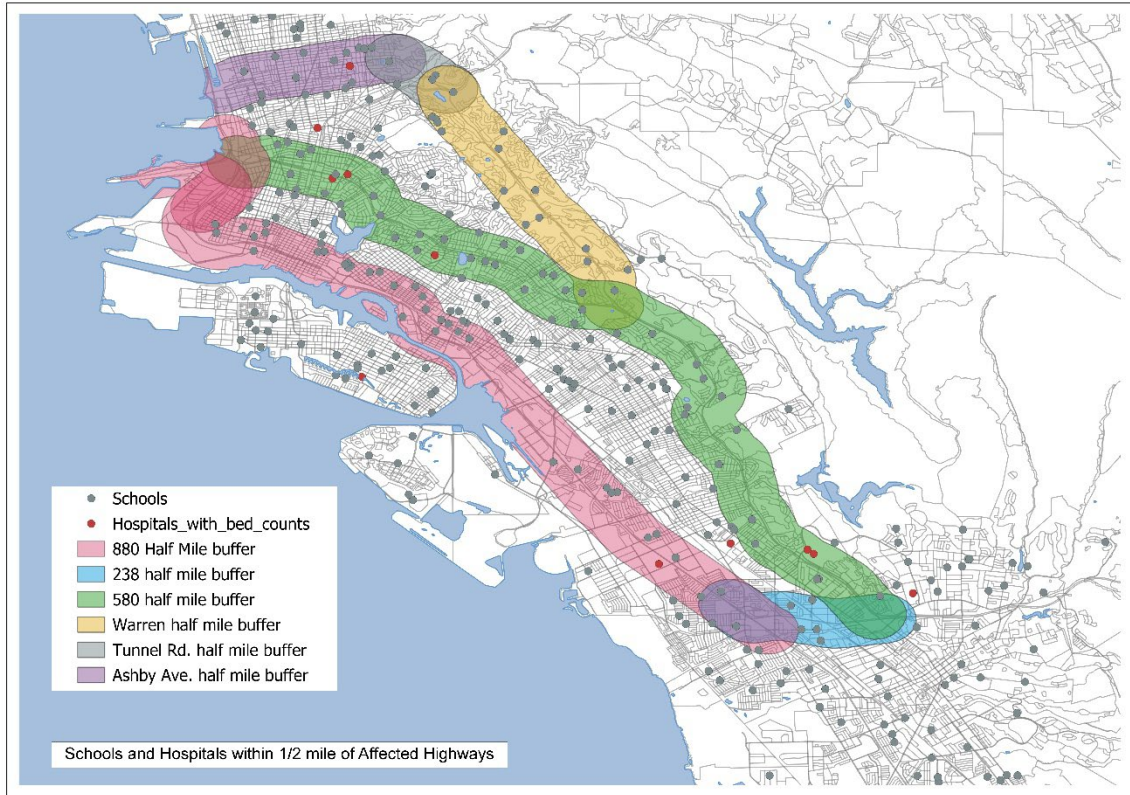 Schools
Hospitals_with_bed_counts
880 Half Mile buffer
238 half mile buffer
580 half mile buffer
Warren half mile buffer
Tunnel Rd. half mile buffer
Ashby Ave. half mile buffer
Schools and Hospitals within 1/2 mile of Affected Highways